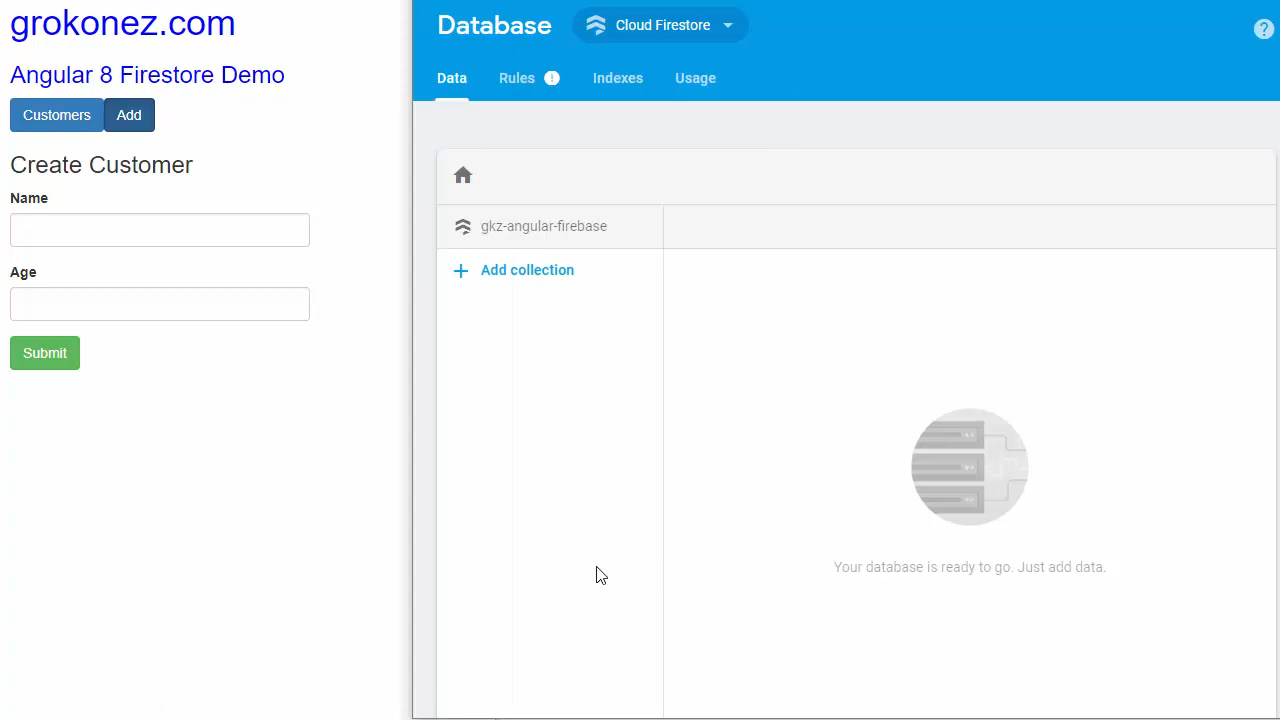 grokonez.com
Angular 8 Firestore Demo
Customers Add
Create Customer
Name
Age
Submit
Database Cloud Firestore ?
Data Rules ! Indexes Usage
gkz-angular-firebase
+ Add collection
Your database is ready to go. Just add data.